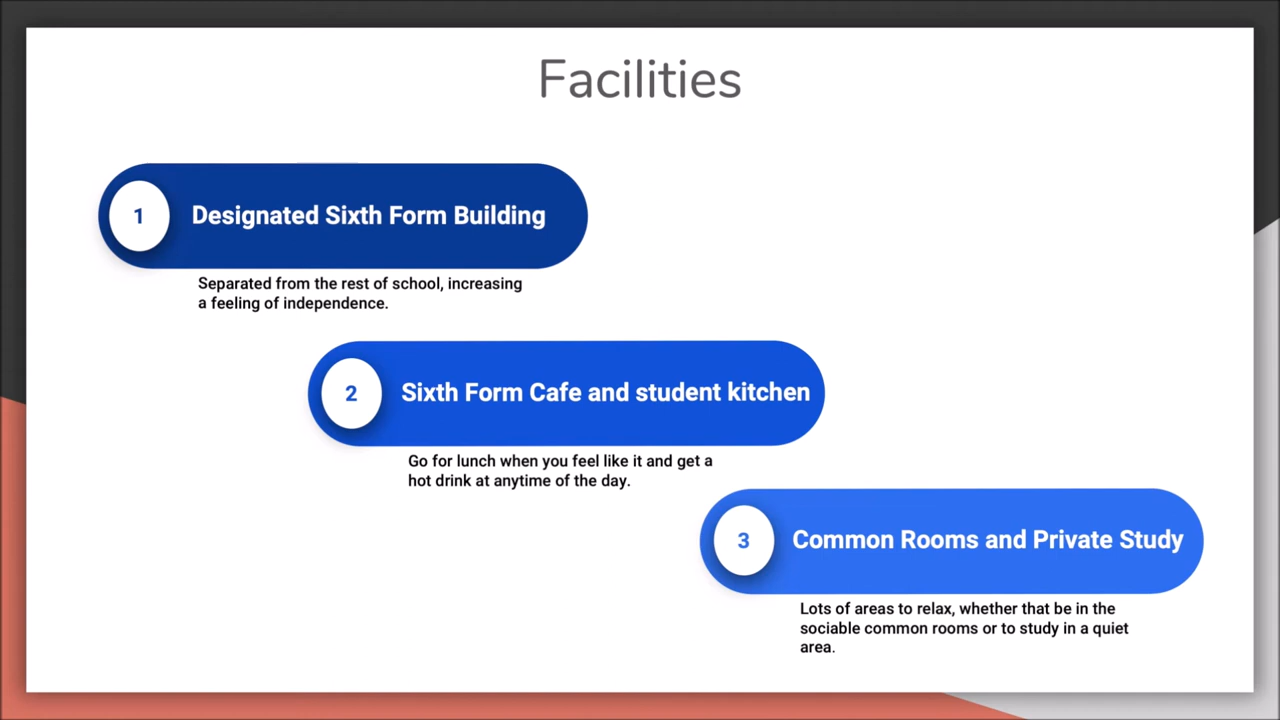 Facilities
1
Designated Sixth Form Building
Separated from the rest of school, increasing
a feeling of independence.
2
Sixth Form Cafe and student kitchen
Go for lunch when you feel like it and get a
hot drink at anytime of the day.
3
Common Rooms and Private Study
Lots of areas to relax, whether that be in the
sociable common rooms or to study in a quiet
area.